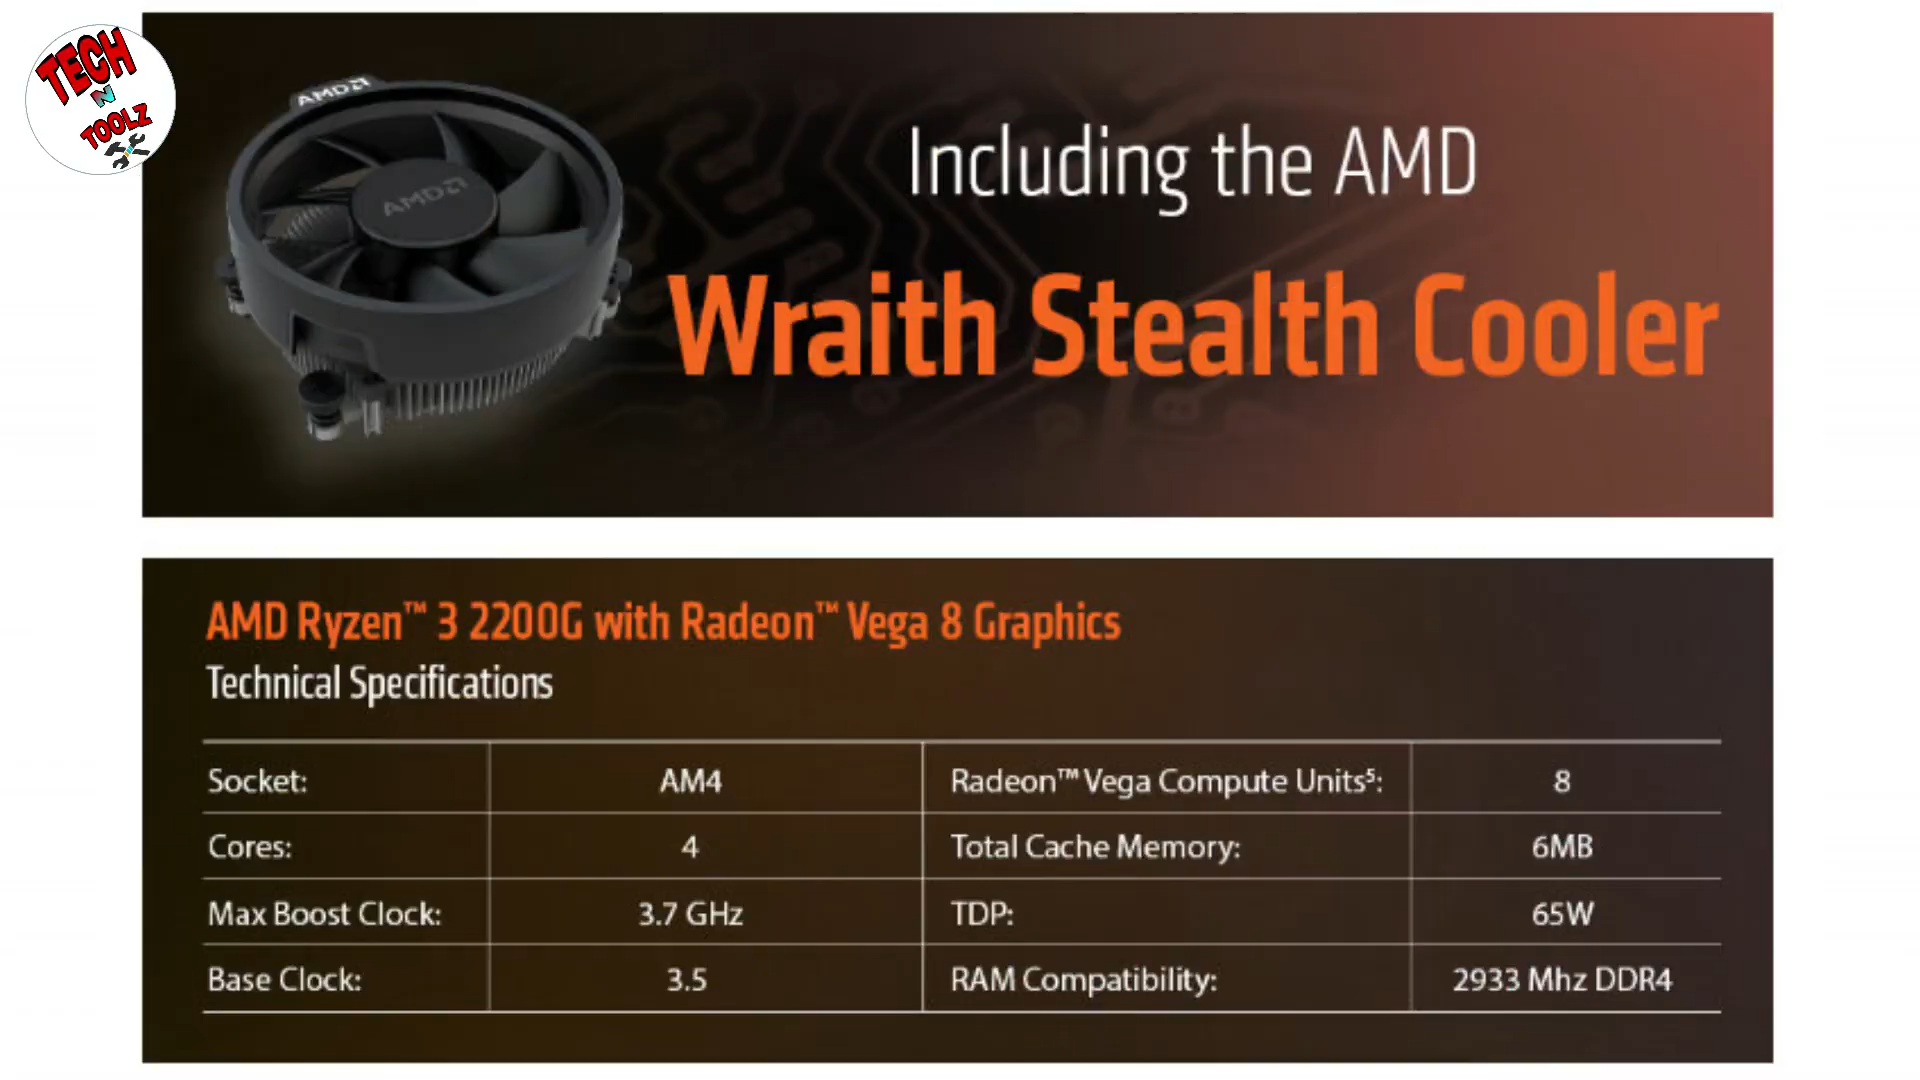 TECH
N
TOOLZ
AMD
AMD
Including the AMD
Wraith Stealth Cooler
AMD Ryzen™ 3 2200G with Radeon™ Vega 8 Graphics
Technical Specifications
Socket: AM4 Radeon™ Vega Compute Units⁵: 8
Cores: 4 Total Cache Memory: 6MB
Max Boost Clock: 3.7 GHz TDP: 65W
Base Clock: 3.5 RAM Compatibility: 2933 Mhz DDR4